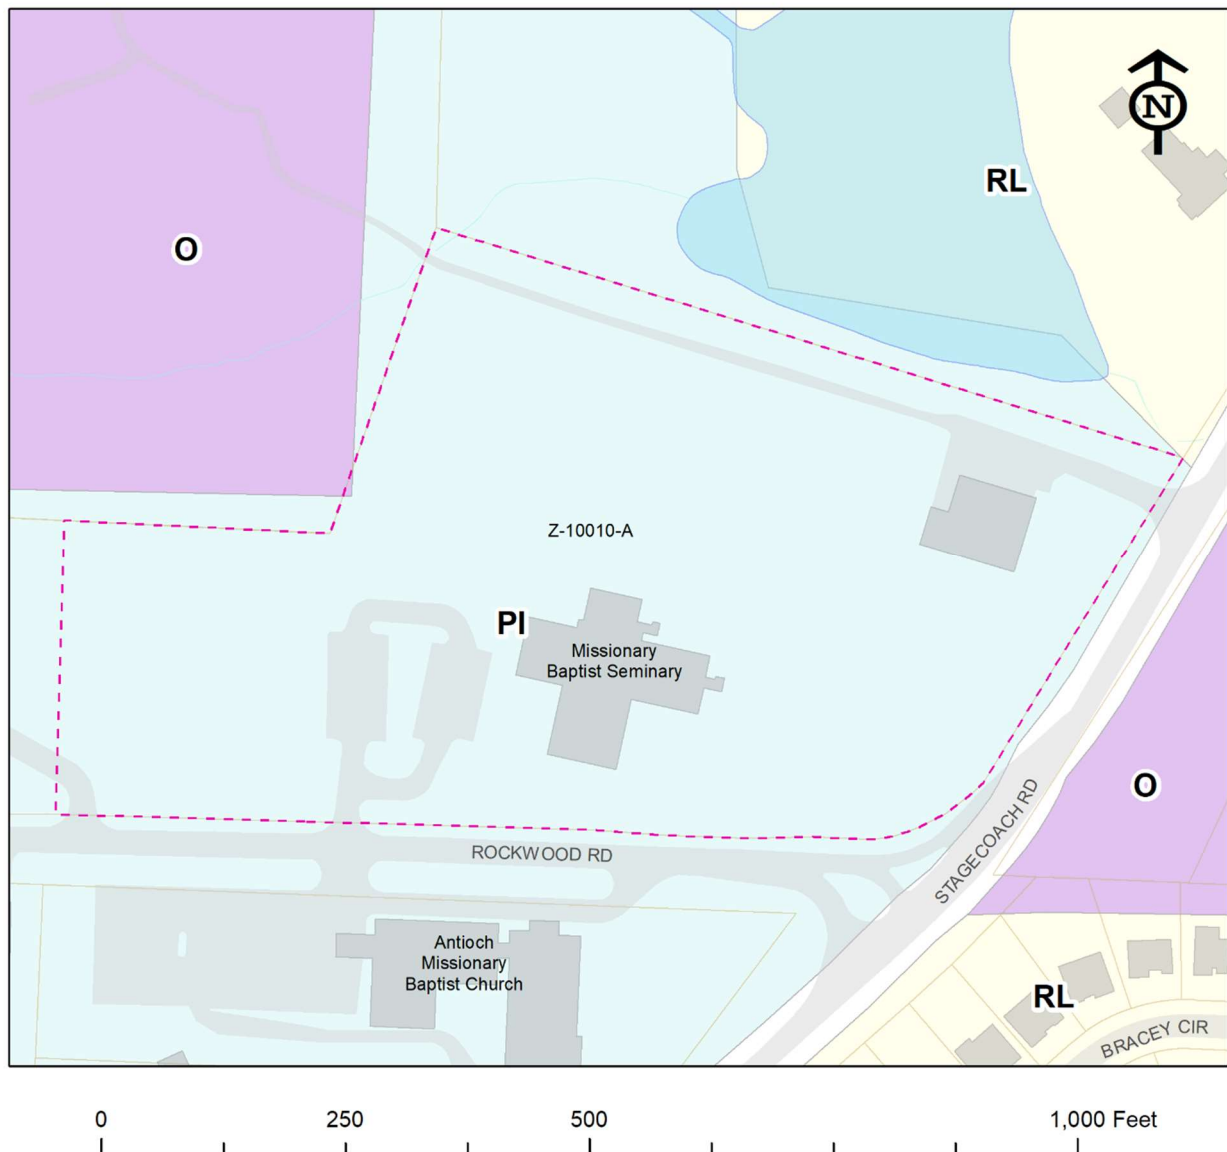 N
RL
O
Z-10010-A
PI
Missionary
Baptist Seminary
O
ROCKWOOD RD
STAGECOACH RD
Antioch
Missionary
Baptist Church
RL
BRACEY CIR
0 250 500 1,000 Feet